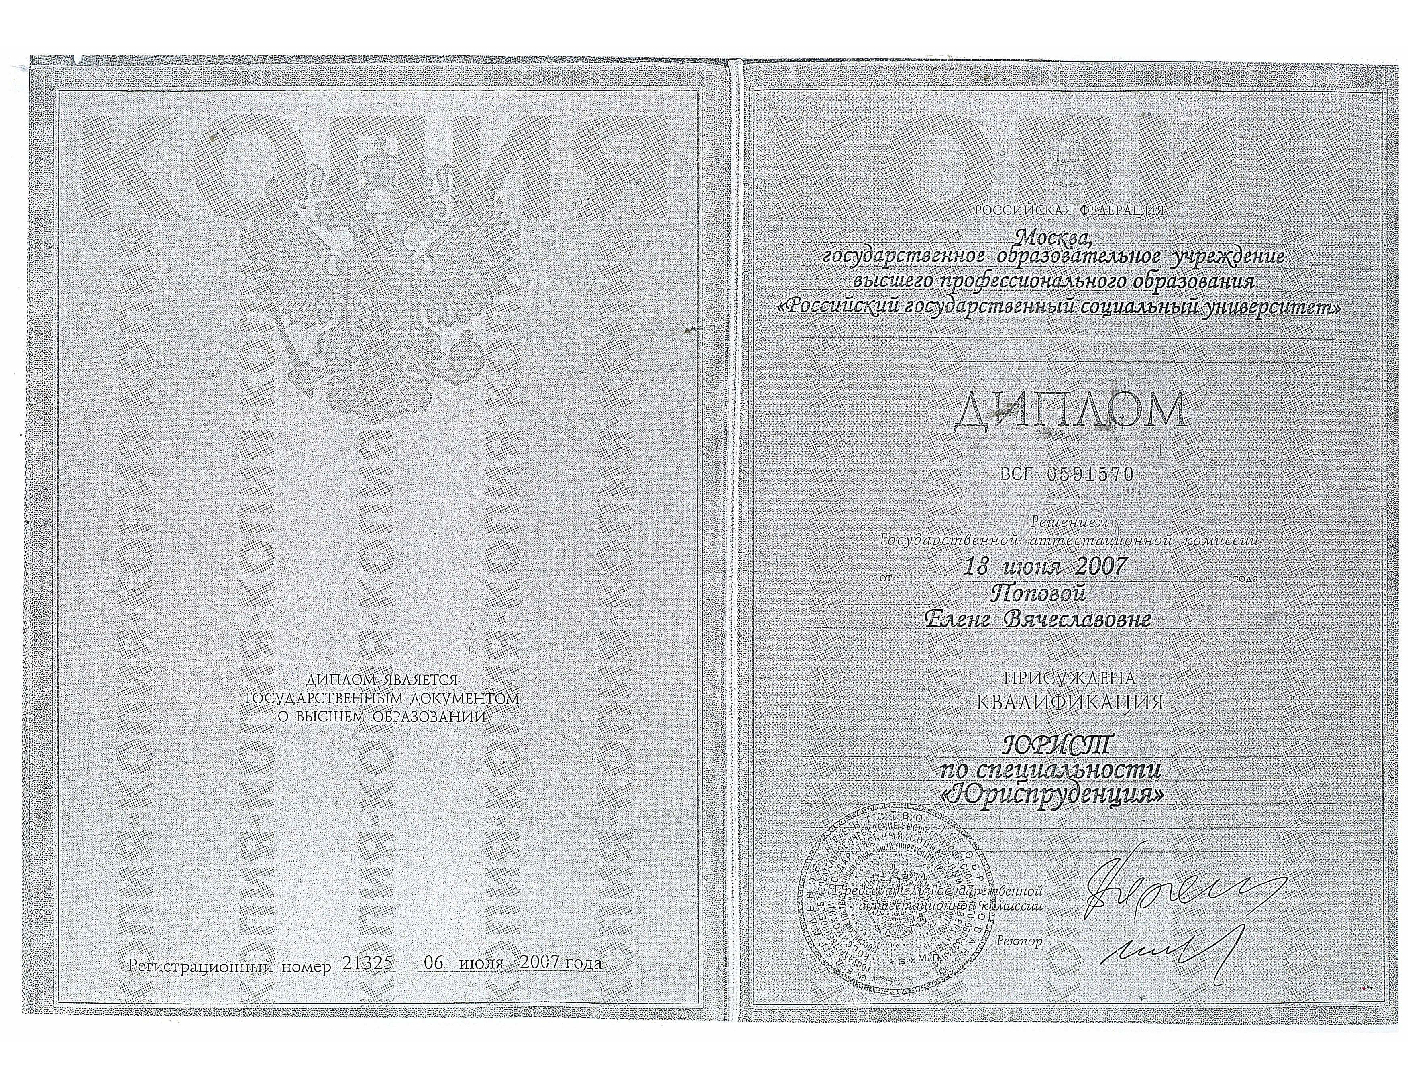 КОПИЯ
ДИПЛОМ ЯВЛЯЕТСЯ
ГОСУДАРСТВЕННЫМ ДОКУМЕНТОМ
О ВЫСШЕМ ОБРАЗОВАНИИ
Регистрационный номер 21325 06 июля 2007 года
КОПИЯ
РОССИЙСКАЯ ФЕДЕРАЦИЯ
Москва,
государственное образовательное учреждение
высшего профессионального образования
«Российский государственный социальный университет»
ДИПЛОМ
ВСГ 0591570
Решением
Государственной аттестационной комиссии
от 18 июня 2007 года
Поповой
Елене Вячеславовне
ПРИСУЖДЕНА
КВАЛИФИКАЦИЯ
ЮРИСТ
по специальности
«Юриспруденция»
Председатель Государственной
аттестационной комиссии
Ректор